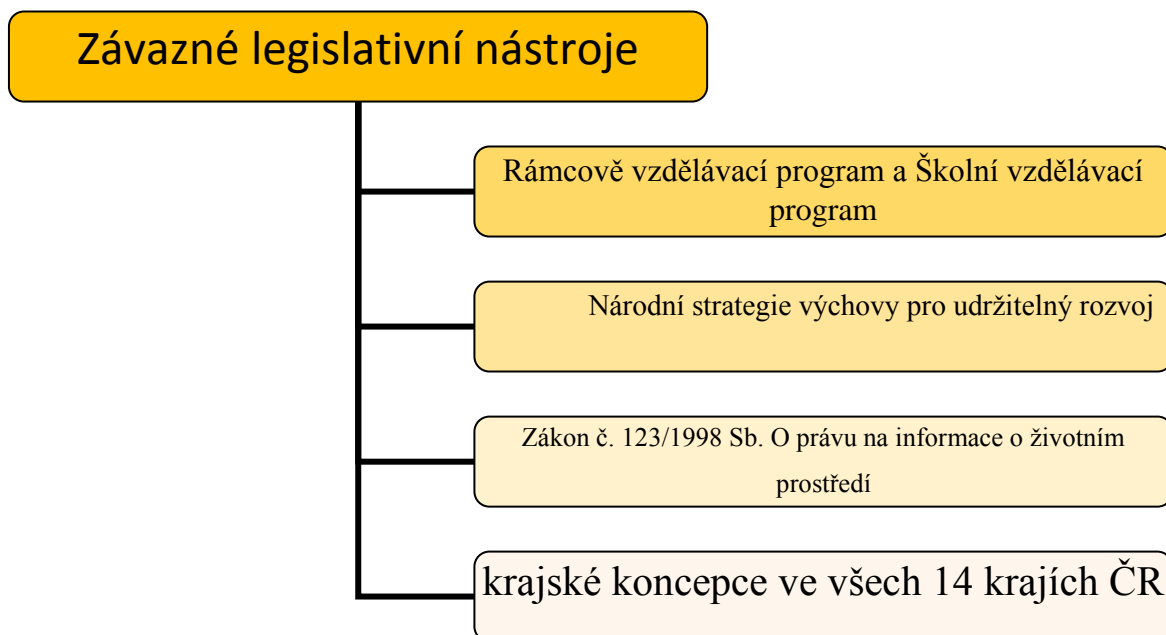 Závazné legislativní nástroje
Rámcově vzdělávací program a Školní vzdělávací
program
Národní strategie výchovy pro udržitelný rozvoj
Zákon č. 123/1998 Sb. O právu na informace o životním
prostředí
krajské koncepce ve všech 14 krajích ČR